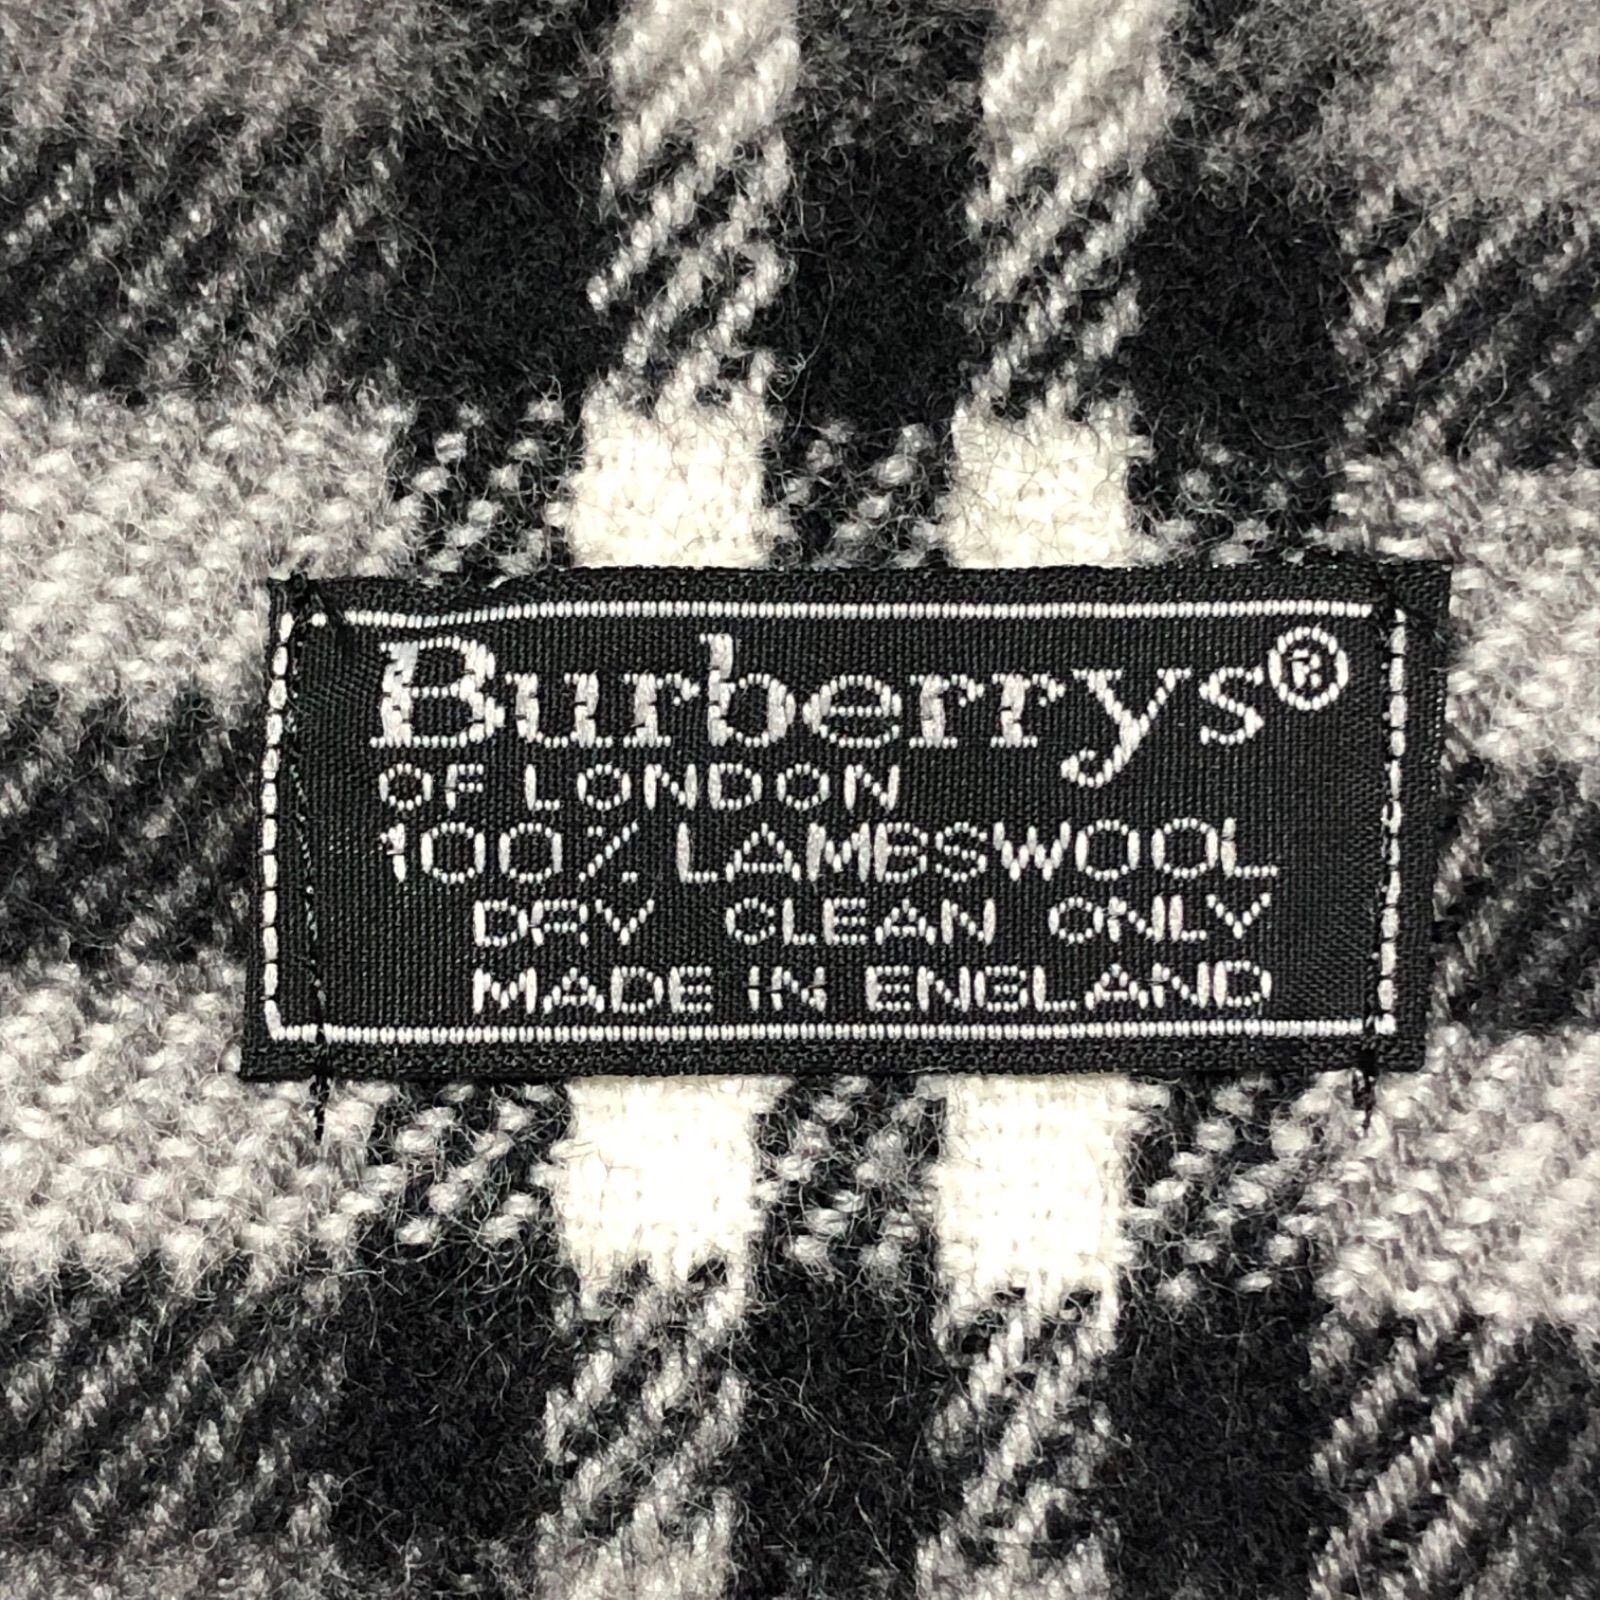 Burberrys®
OF LONDON
100% LAMBSWOOL
DRY CLEAN ONLY
MADE IN ENGLAND